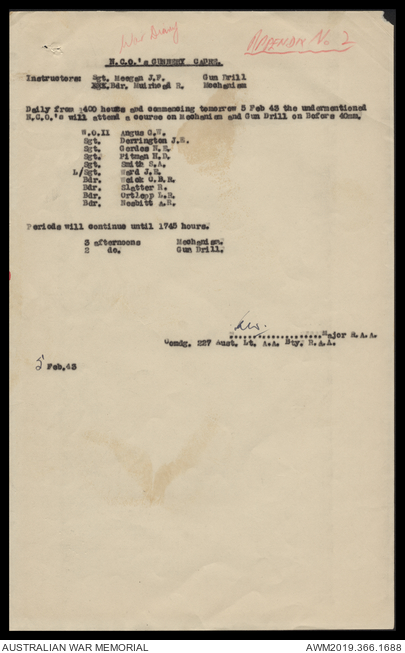 War Diary
APPENDIX No 2
N.C.O.'s GUNNERY CADRE.
Instructors: Sgt. Meegan J.F. Gun Drill
Bdr. Muirhead R. Mechanism
Daily from 1400 hours and commencing tomorrow 5 Feb 43 the undermentioned
N.C.O.'s will attend a course on Mechanism and Gun Drill on Bofors 40mm.
W.O.II Angus C.W.
Sgt. Derrington J.E.
Sgt. Gerdes N.E.
Sgt. Pitman H.D.
Sgt. Smith S.A.
L/Sgt. Ward J.R.
Bdr. Weick C.B.R.
Bdr. Slatter R.
Bdr. Ortlepp L.R.
Bdr. Nesbitt A.R.
Periods will continue until 1745 hours.
3 afternoons Mechanism.
2 do. Gun Drill.
....................Major R.A.A.
Comdg. 227 Aust. Lt. A.A. Bty. R.A.A.
5 Feb.43
AUSTRALIAN WAR MEMORIAL
AWM2019.366.1688